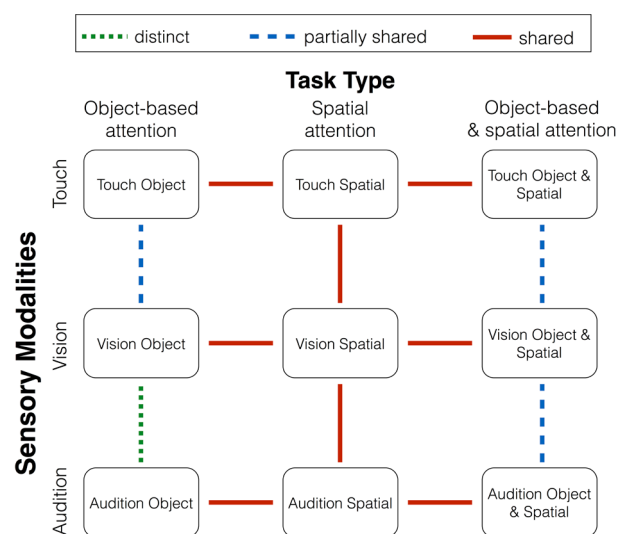 distinct
partially shared
shared
Task Type
Object-based
attention
Spatial
attention
Object-based
& spatial attention
Sensory Modalities
Touch
Touch Object
Touch Spatial
Touch Object &
Spatial
Vision
Vision Object
Vision Spatial
Vision Object &
Spatial
Audition
Audition Object
Audition Spatial
Audition Object
& Spatial